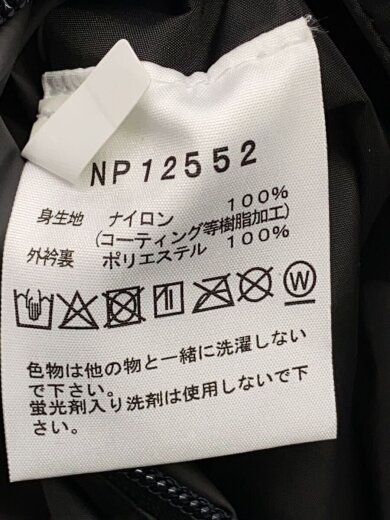 NP12552
身生地 ナイロン 100%
(コーティング等樹脂加工)
外衿裏 ポリエステル 100%
W
色物は他の物と一緒に洗濯しない
で下さい。
蛍光剤入り洗剤は使用しないで下
さい。